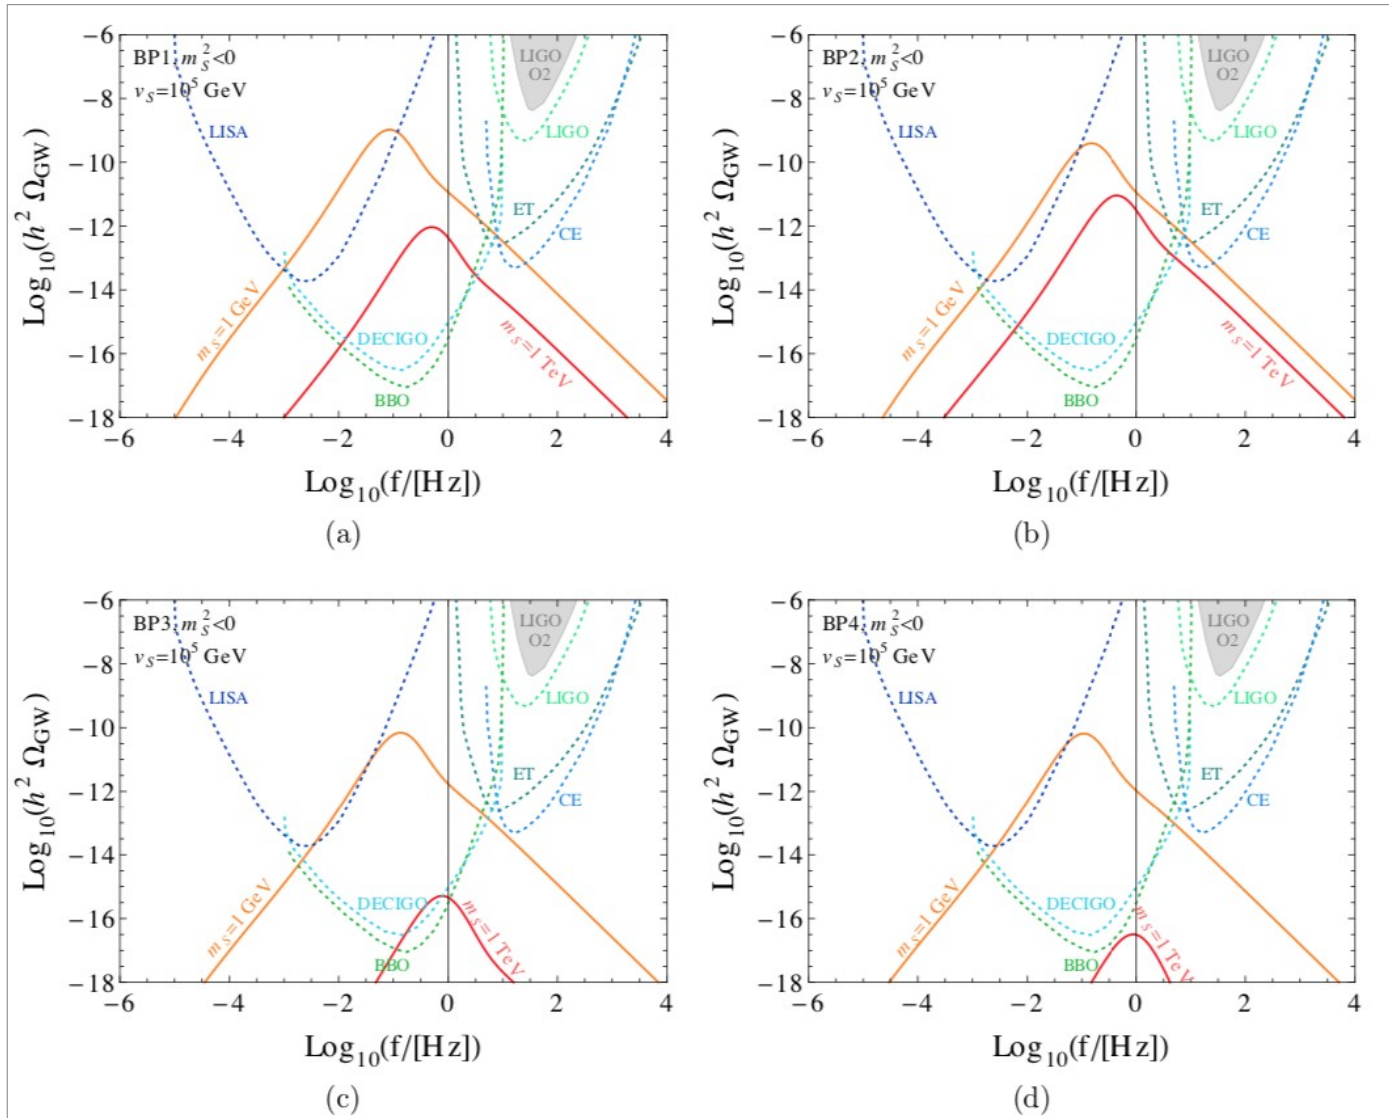 BP1, m_S^2<0
v_S=10^5 GeV
LISA
LIGO O2
LIGO
ET
CE
DECIGO
BBO
m_S=1 GeV
m_S=1 TeV
-6
-8
-10
-12
-14
-16
-18
Log10(h^2 Ω_GW)
-6 -4 -2 0 2 4
Log10(f/[Hz])
(a)
BP2, m_S^2<0
v_S=10^5 GeV
LISA
LIGO O2
LIGO
ET
CE
DECIGO
BBO
m_S=1 GeV
m_S=1 TeV
-6
-8
-10
-12
-14
-16
-18
Log10(h^2 Ω_GW)
-6 -4 -2 0 2 4
Log10(f/[Hz])
(b)
BP3, m_S^2<0
v_S=10^5 GeV
LISA
LIGO O2
LIGO
ET
CE
DECIGO
BBO
m_S=1 GeV
m_S=1 TeV
-6
-8
-10
-12
-14
-16
-18
Log10(h^2 Ω_GW)
-6 -4 -2 0 2 4
Log10(f/[Hz])
(c)
BP4, m_S^2<0
v_S=10^5 GeV
LISA
LIGO O2
LIGO
ET
CE
DECIGO
BBO
m_S=1 GeV
m_S=1 TeV
-6
-8
-10
-12
-14
-16
-18
Log10(h^2 Ω_GW)
-6 -4 -2 0 2 4
Log10(f/[Hz])
(d)